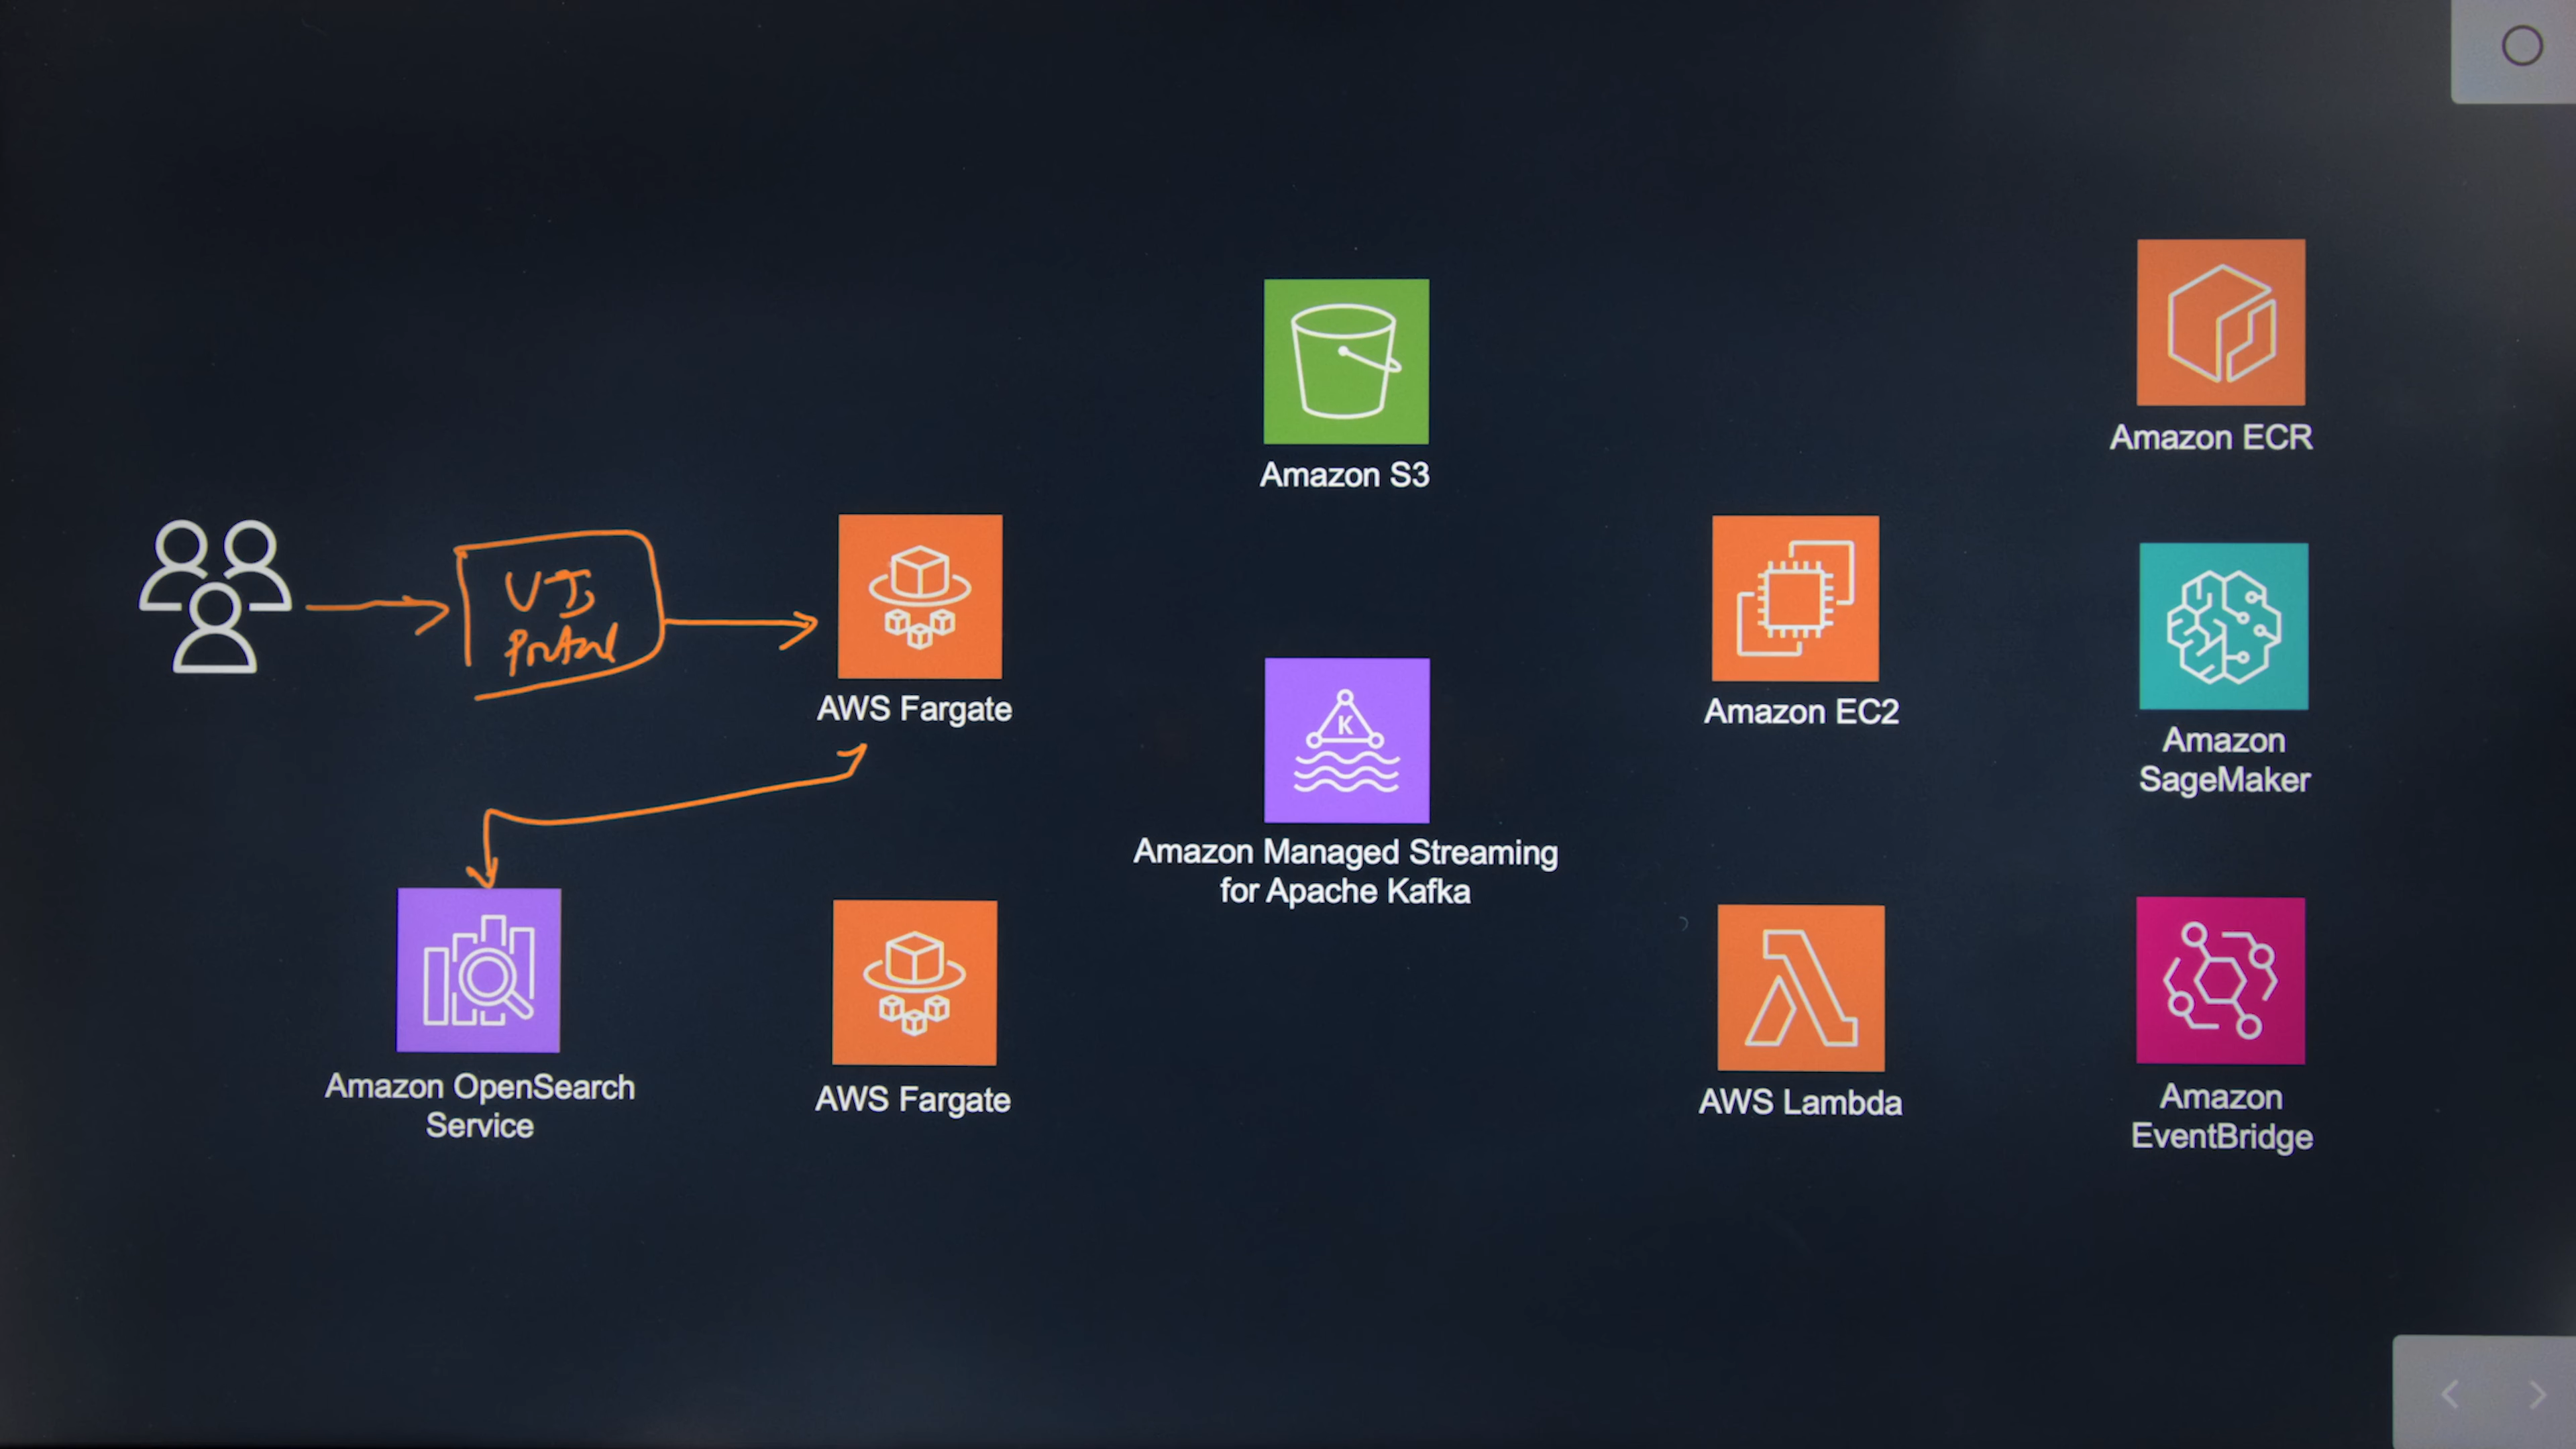 Amazon S3
Amazon ECR
UI
Portal
AWS Fargate
Amazon EC2
Amazon
SageMaker
K
Amazon Managed Streaming
for Apache Kafka
Amazon OpenSearch
Service
AWS Fargate
AWS Lambda
Amazon
EventBridge